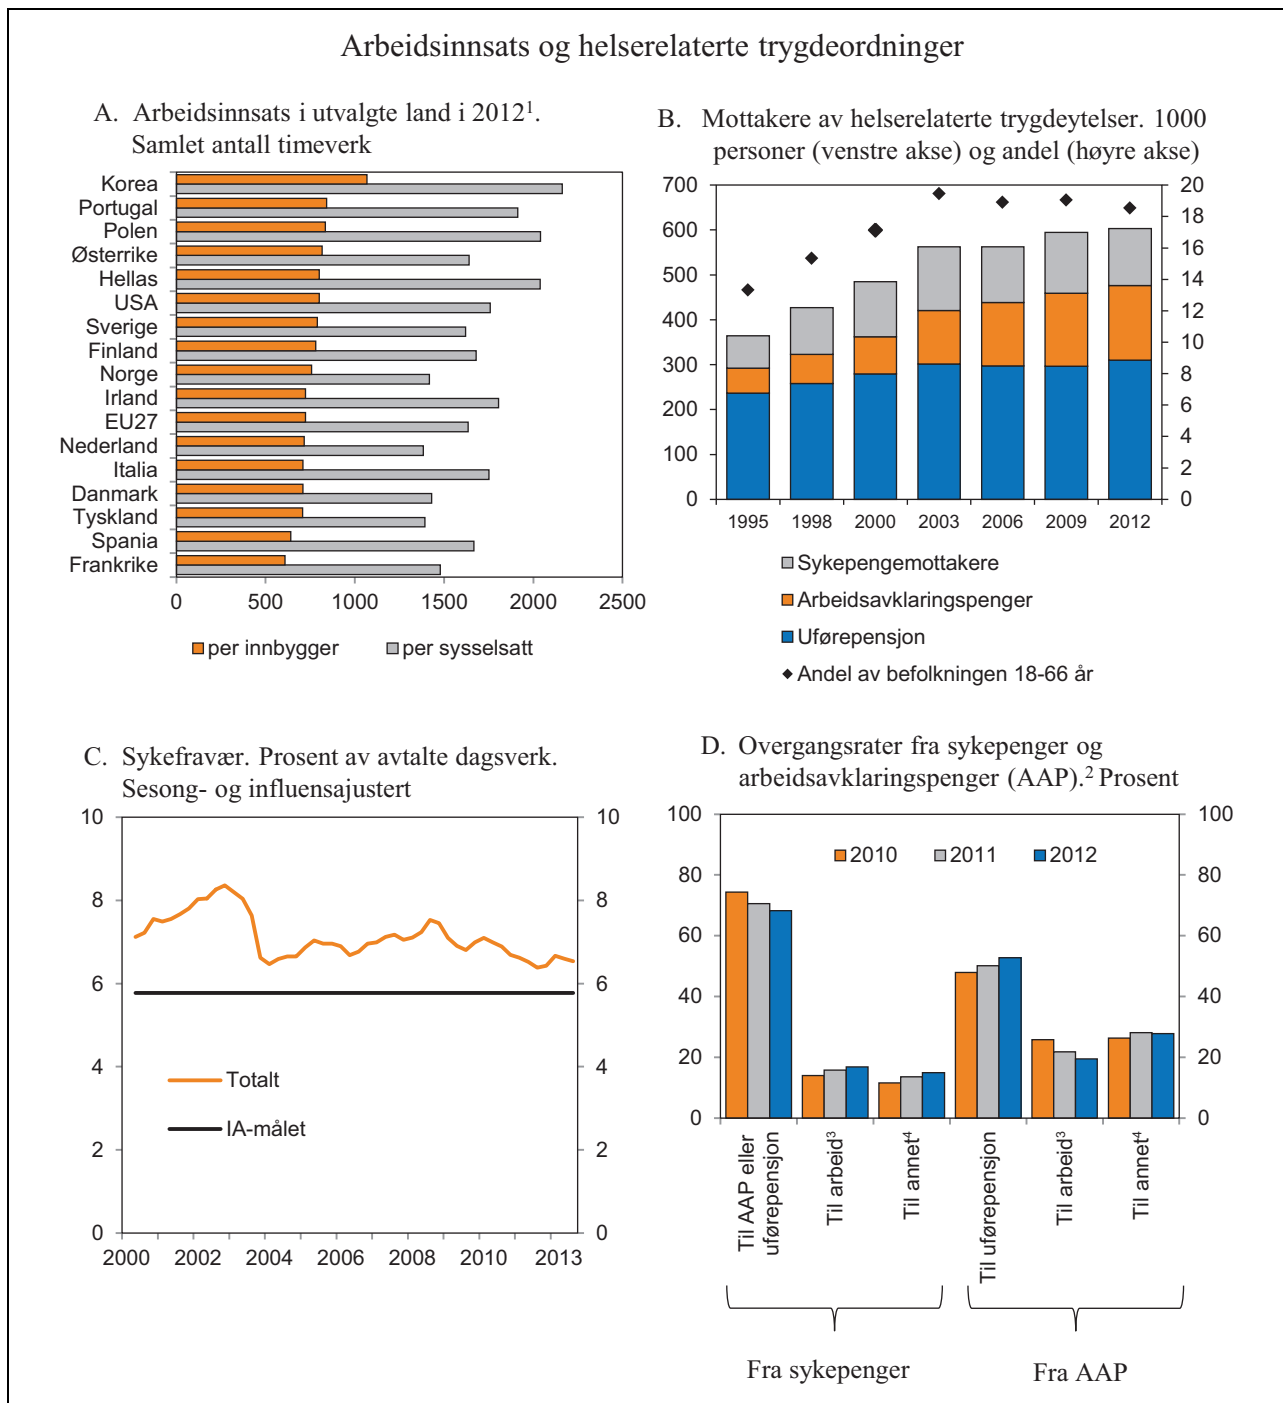 Arbeidsinnsats og helserelaterte trygdeordninger
A. Arbeidsinnsats i utvalgte land i 2012¹.
Samlet antall timeverk
Korea
Portugal
Polen
Østerrike
Hellas
USA
Sverige
Finland
Norge
Irland
EU27
Nederland
Italia
Danmark
Tyskland
Spania
Frankrike
0 500 1000 1500 2000 2500
per innbygger per sysselsatt
B. Mottakere av helserelaterte trygdeytelser. 1000
personer (venstre akse) og andel (høyre akse)
700
600
500
400
300
200
100
0
20
18
16
14
12
10
8
6
4
2
0
1995 1998 2000 2003 2006 2009 2012
Sykepengemottakere
Arbeidsavklaringspenger
Uførepensjon
Andel av befolkningen 18-66 år
C. Sykefravær. Prosent av avtalte dagsverk.
Sesong- og influensajustert
10
8
6
4
2
0
10
8
6
4
2
0
Totalt
IA-målet
2000 2002 2004 2006 2008 2010 2013
D. Overgangsrater fra sykepenger og
arbeidsavklaringspenger (AAP).² Prosent
100
80
60
40
20
0
100
80
60
40
20
0
2010 2011 2012
Til AAP eller
uførepensjon
Til arbeid³
Til annet⁴
Til uførepensjon
Til arbeid³
Til annet⁴
Fra sykepenger
Fra AAP